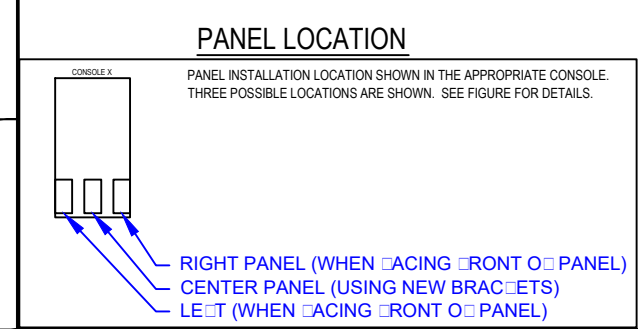 PANEL LOCATION
CONSOLE X
PANEL INSTALLATION LOCATION SHOWN IN THE APPROPRIATE CONSOLE.
THREE POSSIBLE LOCATIONS ARE SHOWN. SEE FIGURE FOR DETAILS.
RIGHT PANEL (WHEN □ACING □RONT O□ PANEL)
CENTER PANEL (USING NEW BRAC□ETS)
LE□T (WHEN □ACING □RONT O□ PANEL)